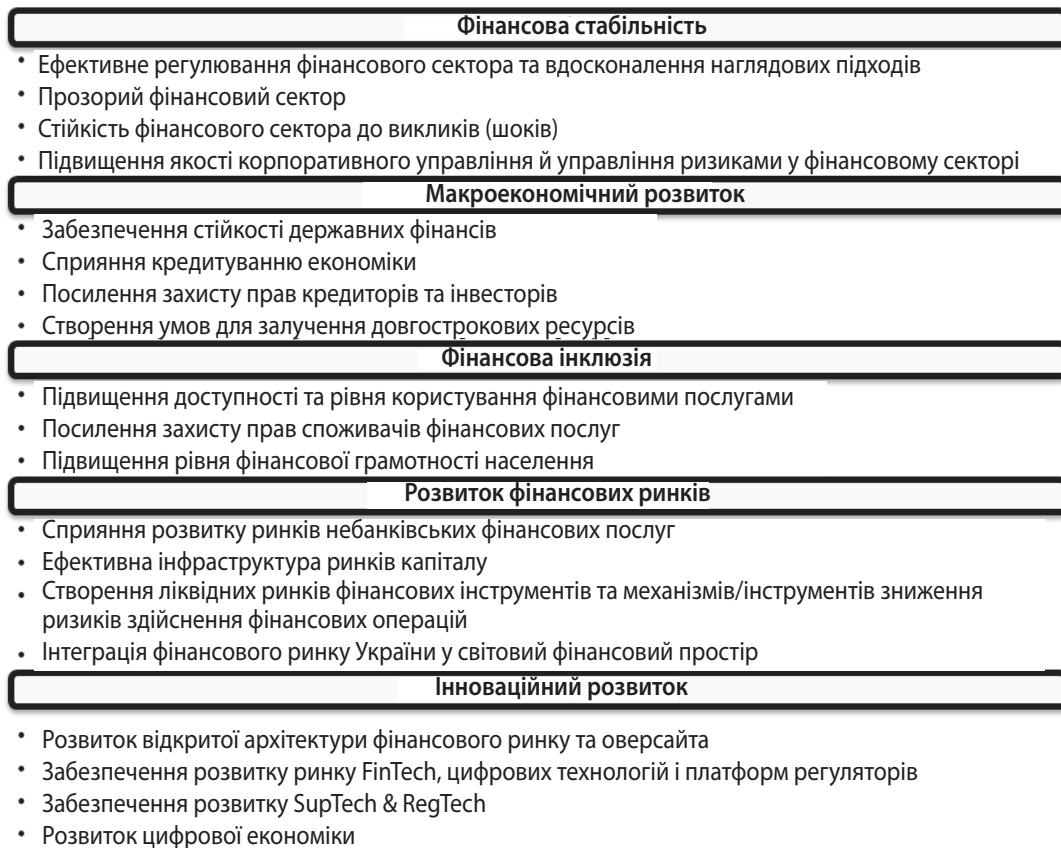 Фінансова стабільність
• Ефективне регулювання фінансового сектора та вдосконалення наглядових підходів
• Прозорий фінансовий сектор
• Стійкість фінансового сектора до викликів (шоків)
• Підвищення якості корпоративного управління й управління ризиками у фінансовому секторі
Макроекономічний розвиток
• Забезпечення стійкості державних фінансів
• Сприяння кредитуванню економіки
• Посилення захисту прав кредиторів та інвесторів
• Створення умов для залучення довгострокових ресурсів
Фінансова інклюзія
• Підвищення доступності та рівня користування фінансовими послугами
• Посилення захисту прав споживачів фінансових послуг
• Підвищення рівня фінансової грамотності населення
Розвиток фінансових ринків
• Сприяння розвитку ринків небанківських фінансових послуг
• Ефективна інфраструктура ринків капіталу
• Створення ліквідних ринків фінансових інструментів та механізмів/інструментів зниження
ризиків здійснення фінансових операцій
• Інтеграція фінансового ринку України у світовий фінансовий простір
Інноваційний розвиток
• Розвиток відкритої архітектури фінансового ринку та оверсайта
• Забезпечення розвитку ринку FinTech, цифрових технологій і платформ регуляторів
• Забезпечення розвитку SupTech & RegTech
• Розвиток цифрової економіки